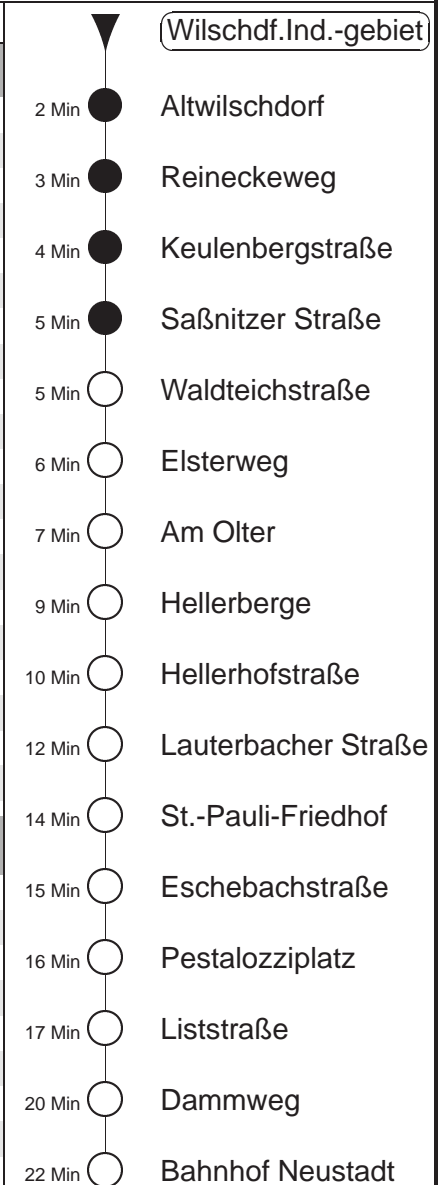 Wilschdf.Ind.-gebiet
2 Min Altwilschdorf
3 Min Reineckeweg
4 Min Keulenbergstraße
5 Min Saßnitzer Straße
5 Min Waldteichstraße
6 Min Elsterweg
7 Min Am Olter
9 Min Hellerberge
10 Min Hellerhofstraße
12 Min Lauterbacher Straße
14 Min St.-Pauli-Friedhof
15 Min Eschebachstraße
16 Min Pestalozziplatz
17 Min Liststraße
20 Min Dammweg
22 Min Bahnhof Neustadt